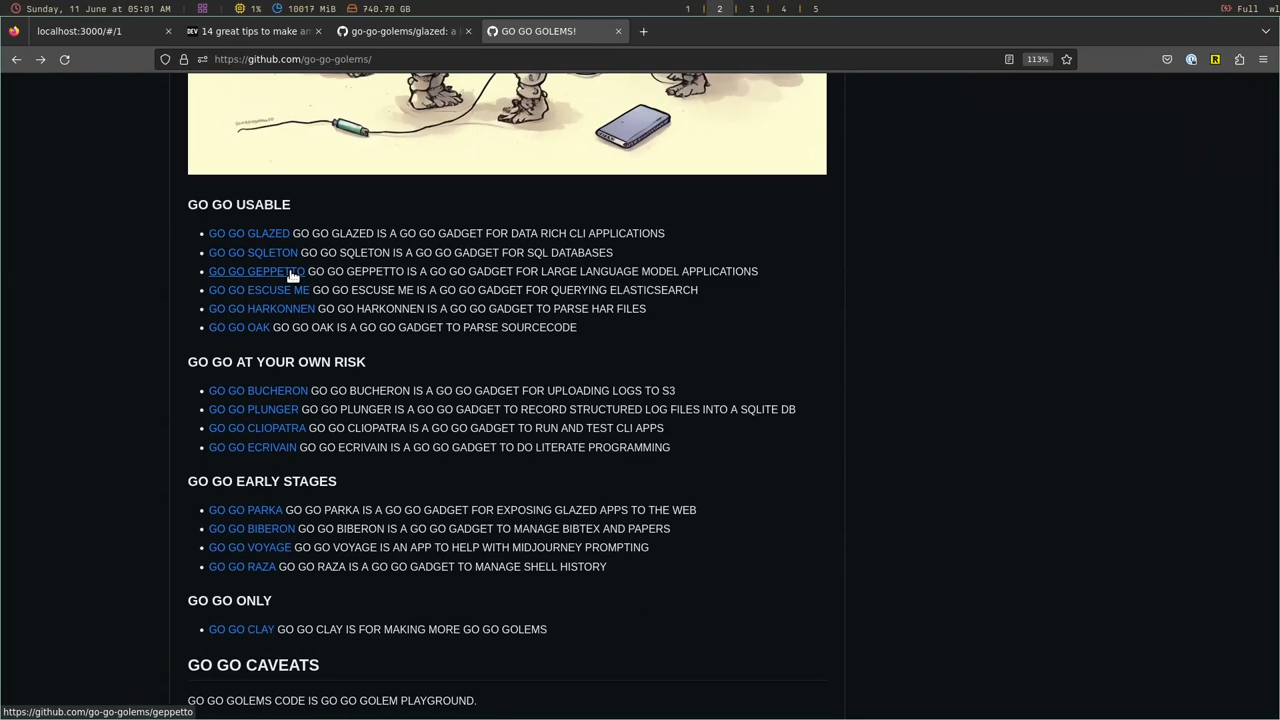 Sunday, 11 June at 05:01 AM
1%
10017 MiB
740.70 GB
1 2 3 4 5
Full
localhost:3000/#/1
DEV 14 great tips to make am
go-go-golems/glazed: a l
GO GO GOLEMS!
https://github.com/go-go-golems/
113%
GO GO USABLE
• GO GO GLAZED GO GO GLAZED IS A GO GO GADGET FOR DATA RICH CLI APPLICATIONS
• GO GO SQLETON GO GO SQLETON IS A GO GO GADGET FOR SQL DATABASES
• GO GO GEPPETTO GO GO GEPPETTO IS A GO GO GADGET FOR LARGE LANGUAGE MODEL APPLICATIONS
• GO GO ESCUSE ME GO GO ESCUSE ME IS A GO GO GADGET FOR QUERYING ELASTICSEARCH
• GO GO HARKONNEN GO GO HARKONNEN IS A GO GO GADGET TO PARSE HAR FILES
• GO GO OAK GO GO OAK IS A GO GO GADGET TO PARSE SOURCECODE
GO GO AT YOUR OWN RISK
• GO GO BUCHERON GO GO BUCHERON IS A GO GO GADGET FOR UPLOADING LOGS TO S3
• GO GO PLUNGER GO GO PLUNGER IS A GO GO GADGET TO RECORD STRUCTURED LOG FILES INTO A SQLITE DB
• GO GO CLIOPATRA GO GO CLIOPATRA IS A GO GO GADGET TO RUN AND TEST CLI APPS
• GO GO ECRIVAIN GO GO ECRIVAIN IS A GO GO GADGET TO DO LITERATE PROGRAMMING
GO GO EARLY STAGES
• GO GO PARKA GO GO PARKA IS A GO GO GADGET FOR EXPOSING GLAZED APPS TO THE WEB
• GO GO BIBERON GO GO BIBERON IS A GO GO GADGET TO MANAGE BIBTEX AND PAPERS
• GO GO VOYAGE GO GO VOYAGE IS AN APP TO HELP WITH MIDJOURNEY PROMPTING
• GO GO RAZA GO GO RAZA IS A GO GO GADGET TO MANAGE SHELL HISTORY
GO GO ONLY
• GO GO CLAY GO GO CLAY IS FOR MAKING MORE GO GO GOLEMS
GO GO CAVEATS
GO GO GOLEMS CODE IS GO GO GOLEM PLAYGROUND.
https://github.com/go-go-golems/geppetto